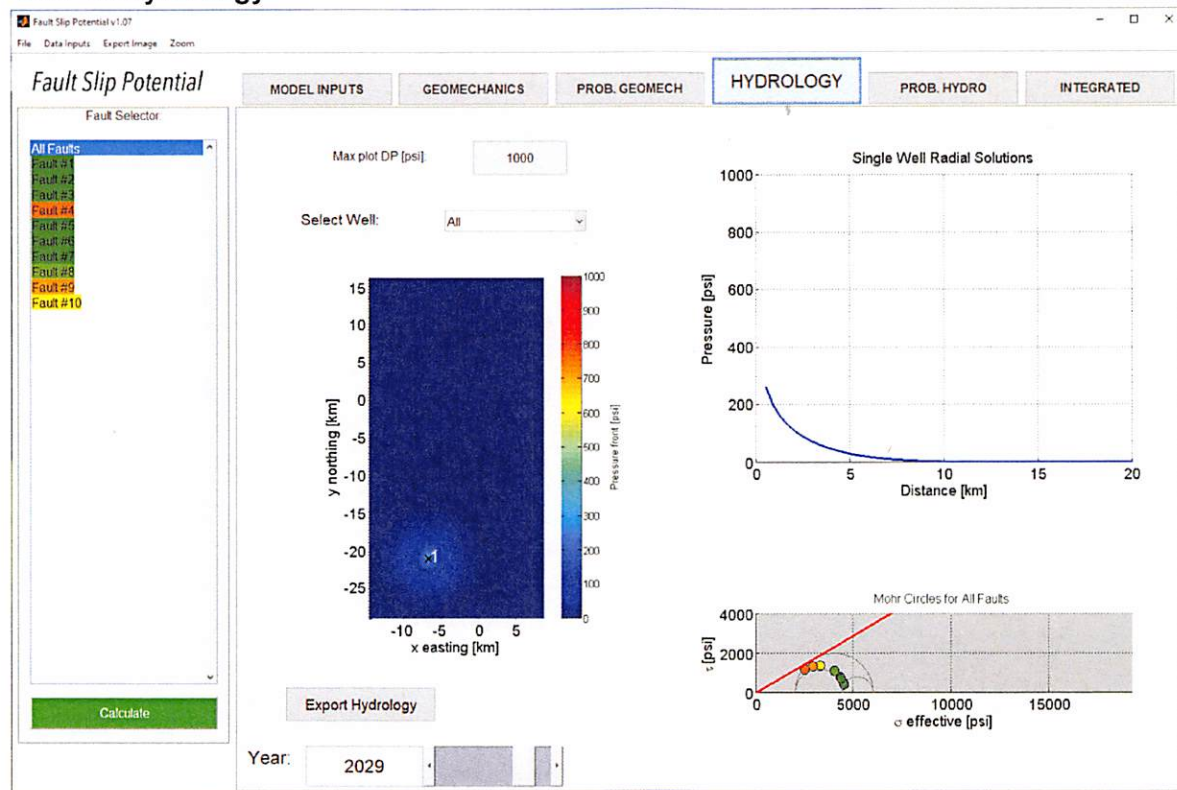 Fault Slip Potential v1.07
File Data Inputs Export Image Zoom
Fault Slip Potential
MODEL INPUTS GEOMECHANICS PROB. GEOMECH HYDROLOGY PROB. HYDRO INTEGRATED
Fault Selector
All Faults
Fault #1
Fault #2
Fault #3
Fault #4
Fault #5
Fault #6
Fault #7
Fault #8
Fault #9
Fault #10
Calculate
Max plot DP [psi]: 1000
Select Well: All
15
10
5
0
-5
-10
-15
-20
-25
y northing [km]
1
-10 -5 0 5
x easting [km]
1000
900
800
700
600
500
400
300
200
100
0
Pressure front [psi]
Export Hydrology
Year: 2029
Single Well Radial Solutions
1000
800
600
400
200
0
Pressure [psi]
0 5 10 15 20
Distance [km]
Mohr Circles for All Faults
4000
2000
0
τ [psi]
0 5000 10000 15000
σ effective [psi]